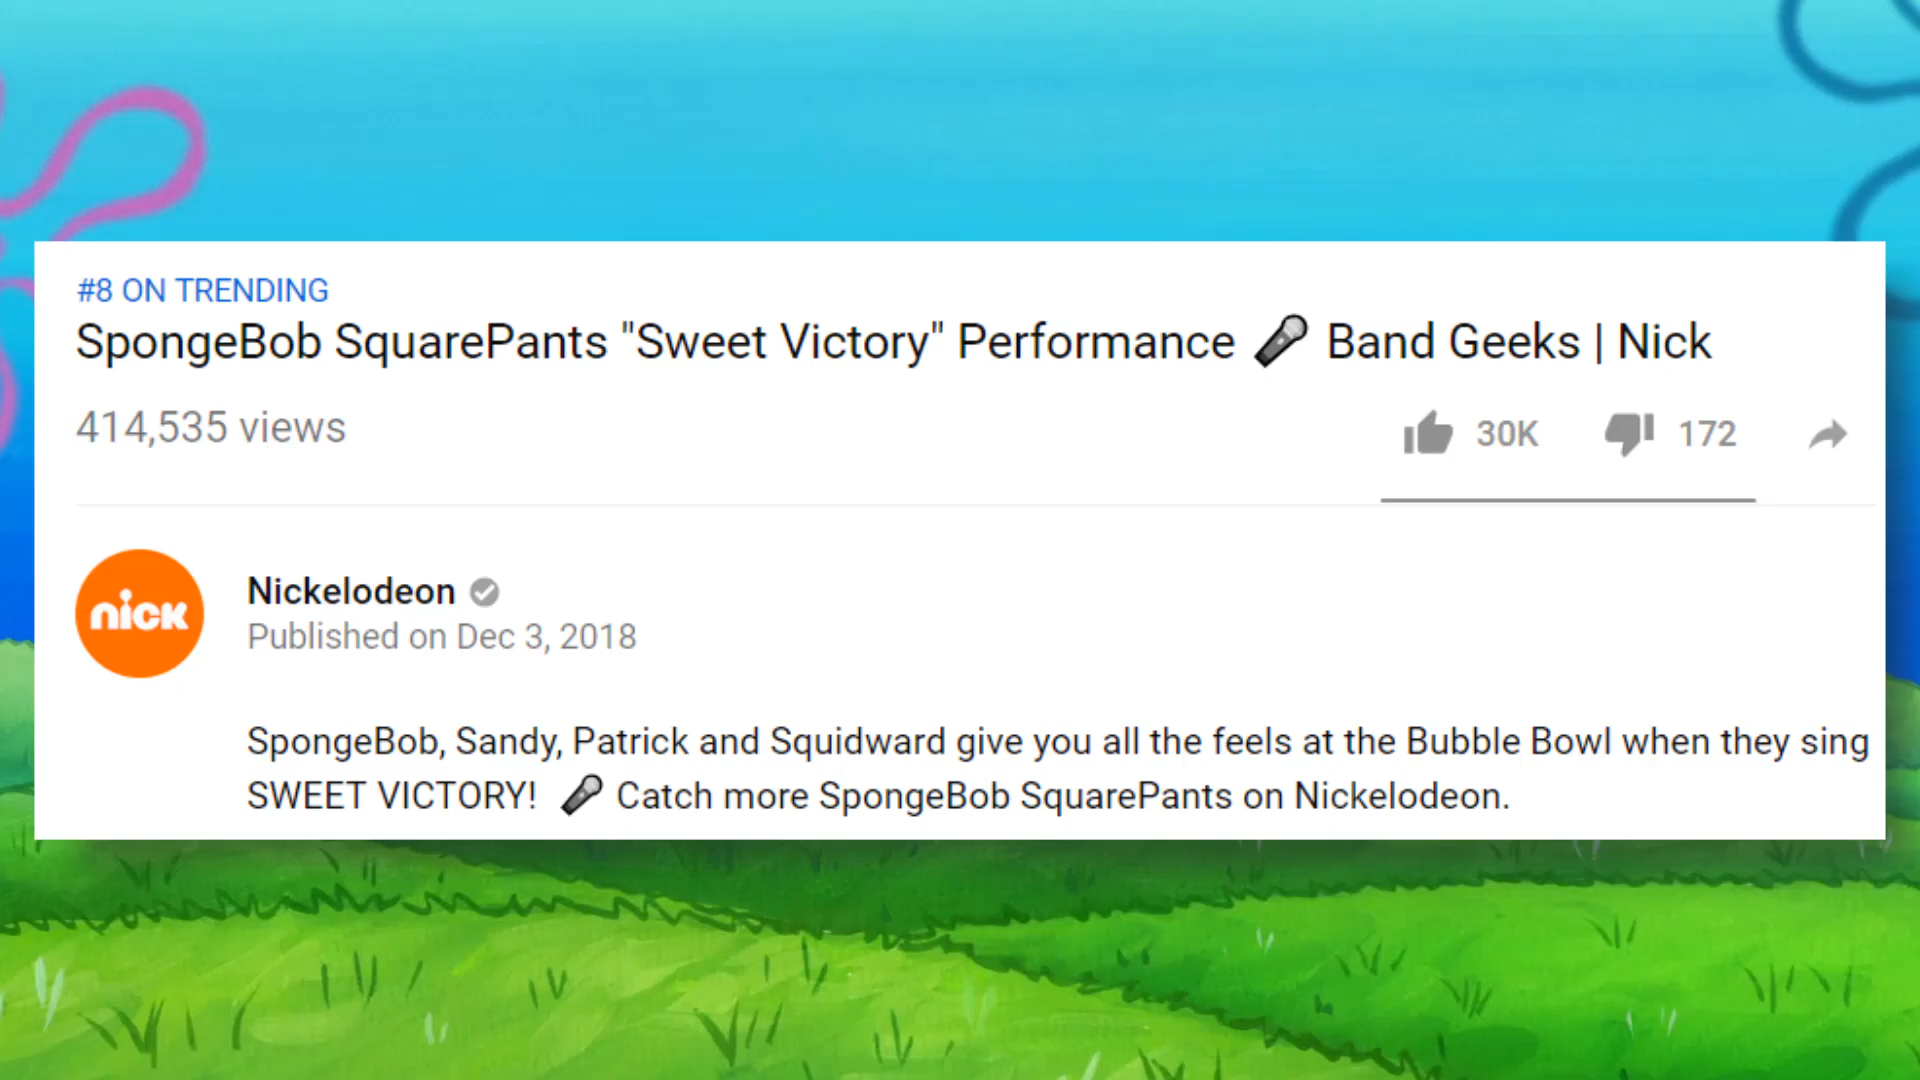 #8 ON TRENDING
SpongeBob SquarePants "Sweet Victory" Performance 🎤 Band Geeks | Nick
414,535 views
30K
172
nick
Nickelodeon
Published on Dec 3, 2018
SpongeBob, Sandy, Patrick and Squidward give you all the feels at the Bubble Bowl when they sing
SWEET VICTORY! 🎤 Catch more SpongeBob SquarePants on Nickelodeon.